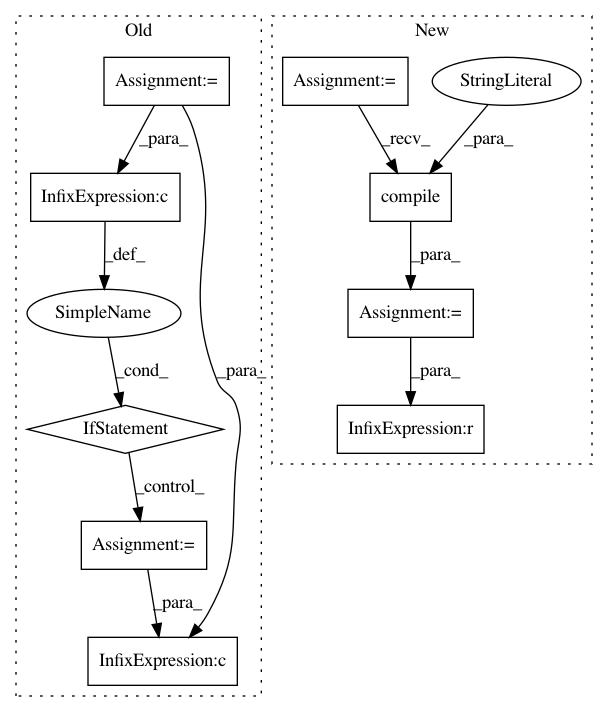 Old
New
Assignment:=
Assignment:=
StringLiteral
_para_
_recv_
_para_
InfixExpression:c
compile
_def_
_para_
SimpleName
Assignment:=
_cond_
_para_
_para_
IfStatement
InfixExpression:r
_control_
Assignment:=
_para_
InfixExpression:c